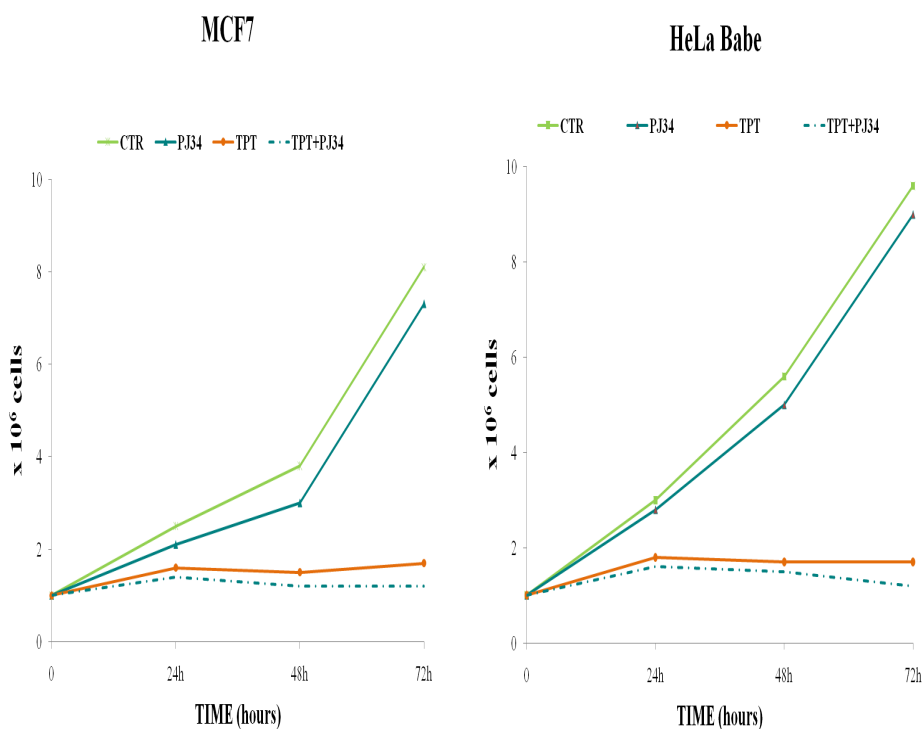 MCF7
CTR PJ34 TPT TPT+PJ34
10
8
6
4
2
0
x 10⁶ cells
0 24h 48h 72h
TIME (hours)
HeLa Babe
CTR PJ34 TPT TPT+PJ34
10
8
6
4
2
0
x 10⁶ cells
0 24h 48h 72h
TIME (hours)